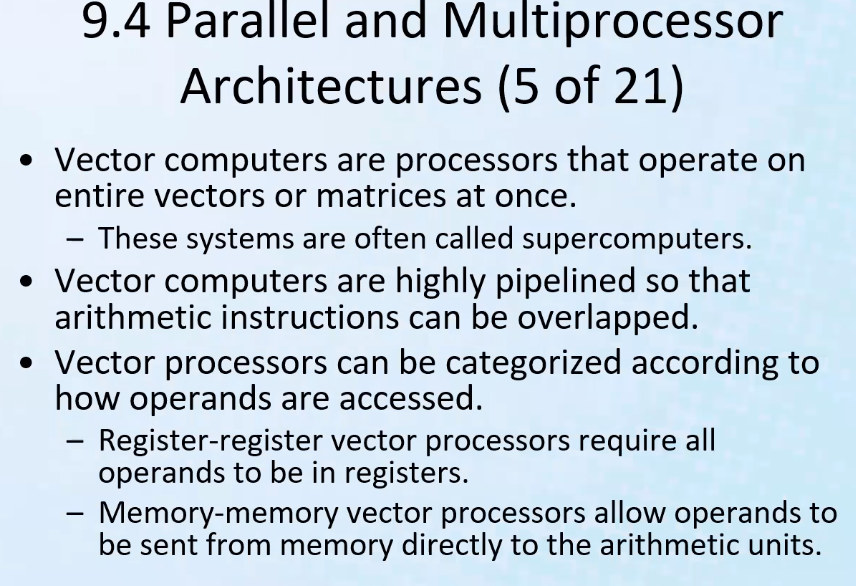 9.4 Parallel and Multiprocessor
Architectures (5 of 21)
• Vector computers are processors that operate on
entire vectors or matrices at once.
– These systems are often called supercomputers.
• Vector computers are highly pipelined so that
arithmetic instructions can be overlapped.
• Vector processors can be categorized according to
how operands are accessed.
– Register-register vector processors require all
operands to be in registers.
– Memory-memory vector processors allow operands to
be sent from memory directly to the arithmetic units.